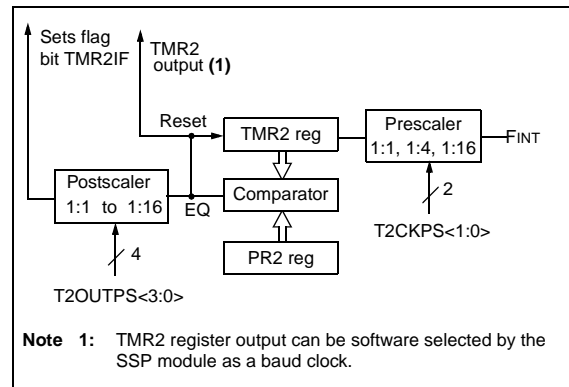 Sets flag
bit TMR2IF
TMR2
output (1)
Reset
TMR2 reg
Prescaler
1:1, 1:4, 1:16
FINT
2
T2CKPS<1:0>
Postscaler
1:1 to 1:16
EQ
Comparator
4
T2OUTPS<3:0>
PR2 reg
Note 1: TMR2 register output can be software selected by the
SSP module as a baud clock.